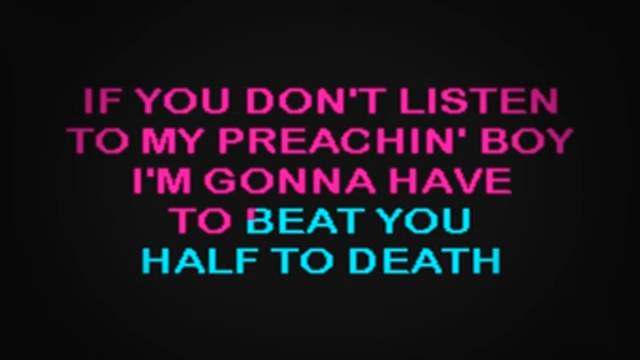 IF YOU DON'T LISTEN
TO MY PREACHIN' BOY
I'M GONNA HAVE
TO BEAT YOU
HALF TO DEATH